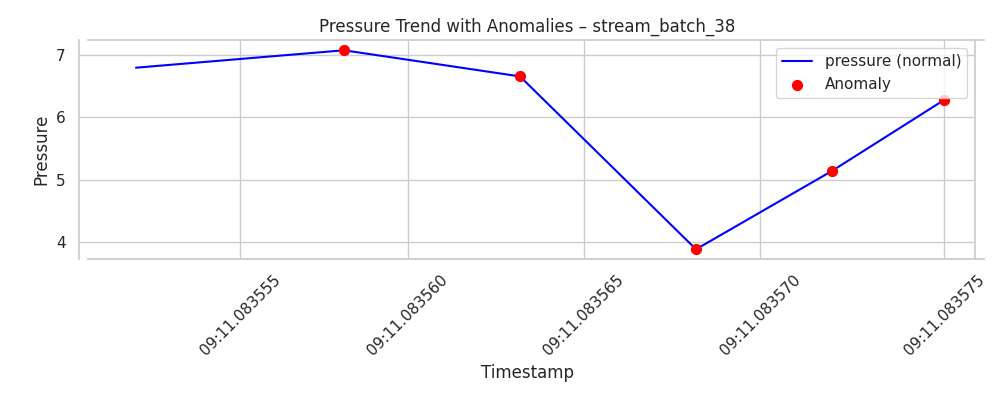 Pressure Trend with Anomalies – stream_batch_38
pressure (normal)
Anomaly
Pressure
7
6
5
4
09:11.083555
09:11.083560
09:11.083565
09:11.083570
09:11.083575
Timestamp